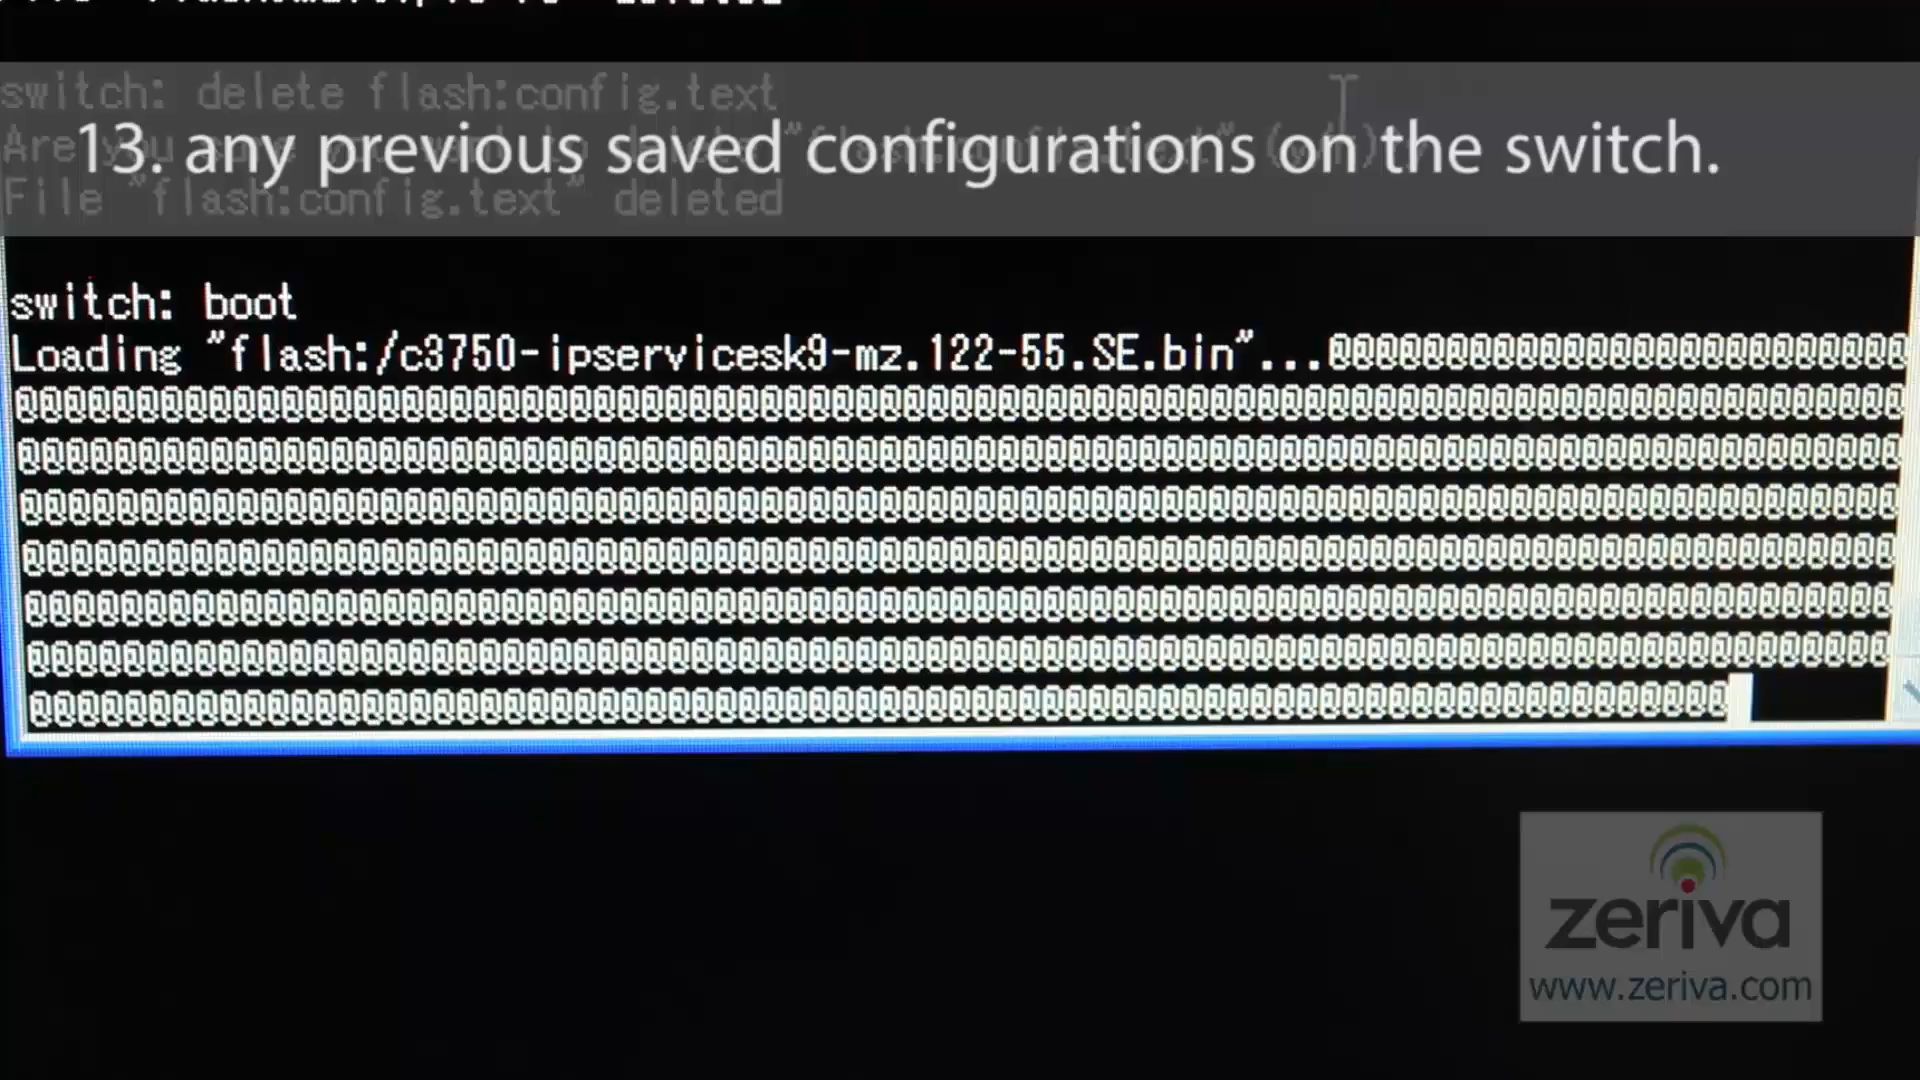 switch: delete flash:config.text
13. any previous saved configurations on the switch.
File "flash:config.text" deleted
switch: boot
Loading "flash:/c3750-ipservicesk9-mz.122-55.SE.bin"...@@@@@@@@@@@@@@@@@@@@@@@@
@@@@@@@@@@@@@@@@@@@@@@@@@@@@@@@@@@@@@@@@@@@@@@@@@@@@@@@@@@@@@@@@@@@@@@@@@@@@@@@
@@@@@@@@@@@@@@@@@@@@@@@@@@@@@@@@@@@@@@@@@@@@@@@@@@@@@@@@@@@@@@@@@@@@@@@@@@@@@@@
@@@@@@@@@@@@@@@@@@@@@@@@@@@@@@@@@@@@@@@@@@@@@@@@@@@@@@@@@@@@@@@@@@@@@@@@@@@@@@@
@@@@@@@@@@@@@@@@@@@@@@@@@@@@@@@@@@@@@@@@@@@@@@@@@@@@@@@@@@@@@@@@@@@@@@@@@@@@@@@
@@@@@@@@@@@@@@@@@@@@@@@@@@@@@@@@@@@@@@@@@@@@@@@@@@@@@@@@@@@@@@@@@@@@@@@@@@@@@@@
@@@@@@@@@@@@@@@@@@@@@@@@@@@@@@@@@@@@@@@@@@@@@@@@@@@@@@@@@@@@@@@@@@@@@@@@@@@@@@@
@@@@@@@@@@@@@@@@@@@@@@@@@@@@@@@@@@@@@@@@@@@@@@@@@@@@@@@@@@@@@@@@@@@@@@@@
zeriva
www.zeriva.com